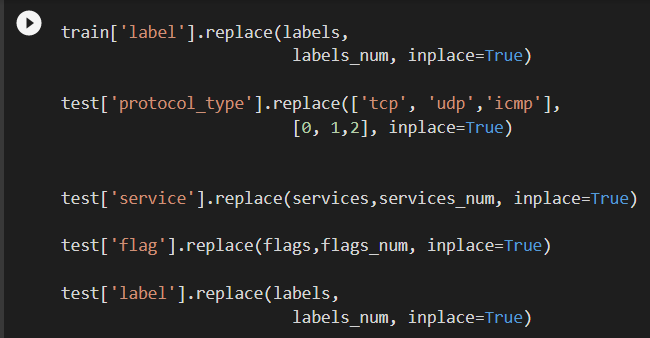 train['label'].replace(labels,
labels_num, inplace=True)
test['protocol_type'].replace(['tcp', 'udp','icmp'],
[0, 1,2], inplace=True)
test['service'].replace(services,services_num, inplace=True)
test['flag'].replace(flags,flags_num, inplace=True)
test['label'].replace(labels,
labels_num, inplace=True)